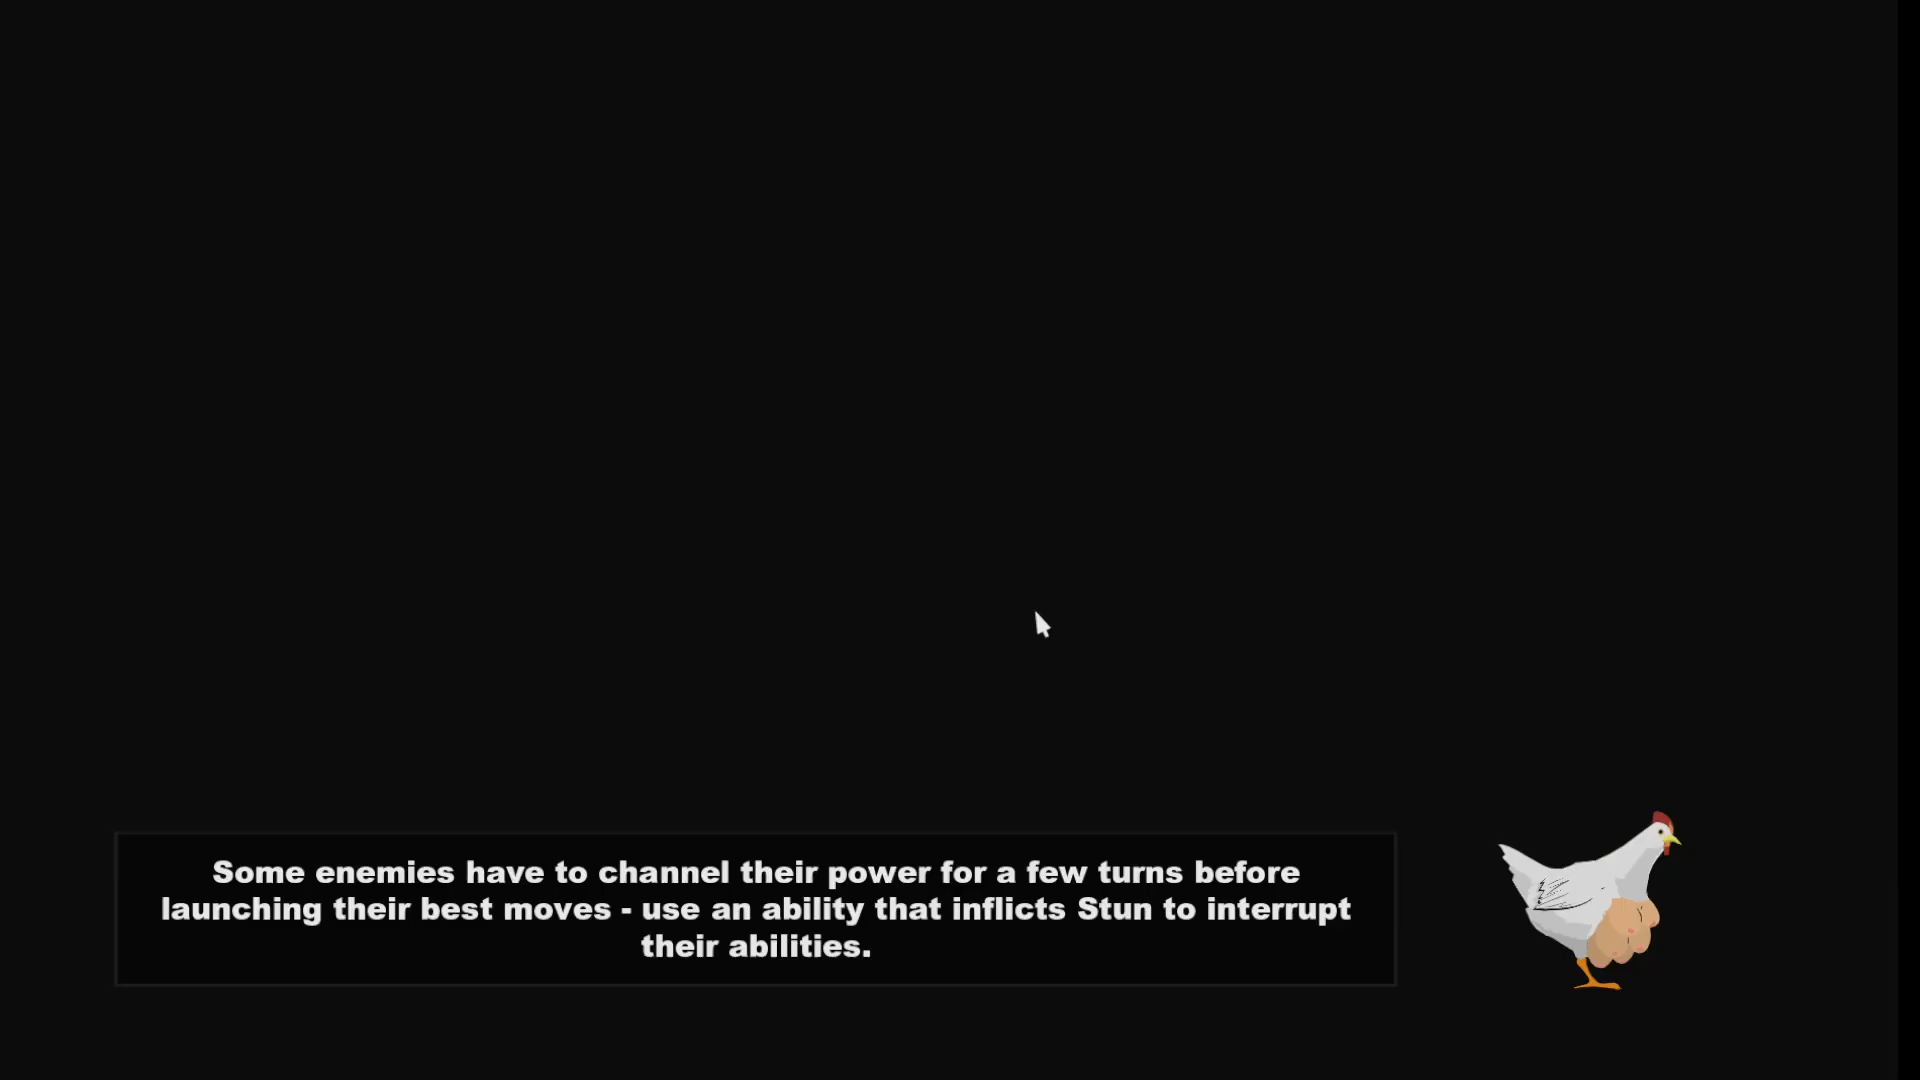 Some enemies have to channel their power for a few turns before
launching their best moves - use an ability that inflicts Stun to interrupt
their abilities.